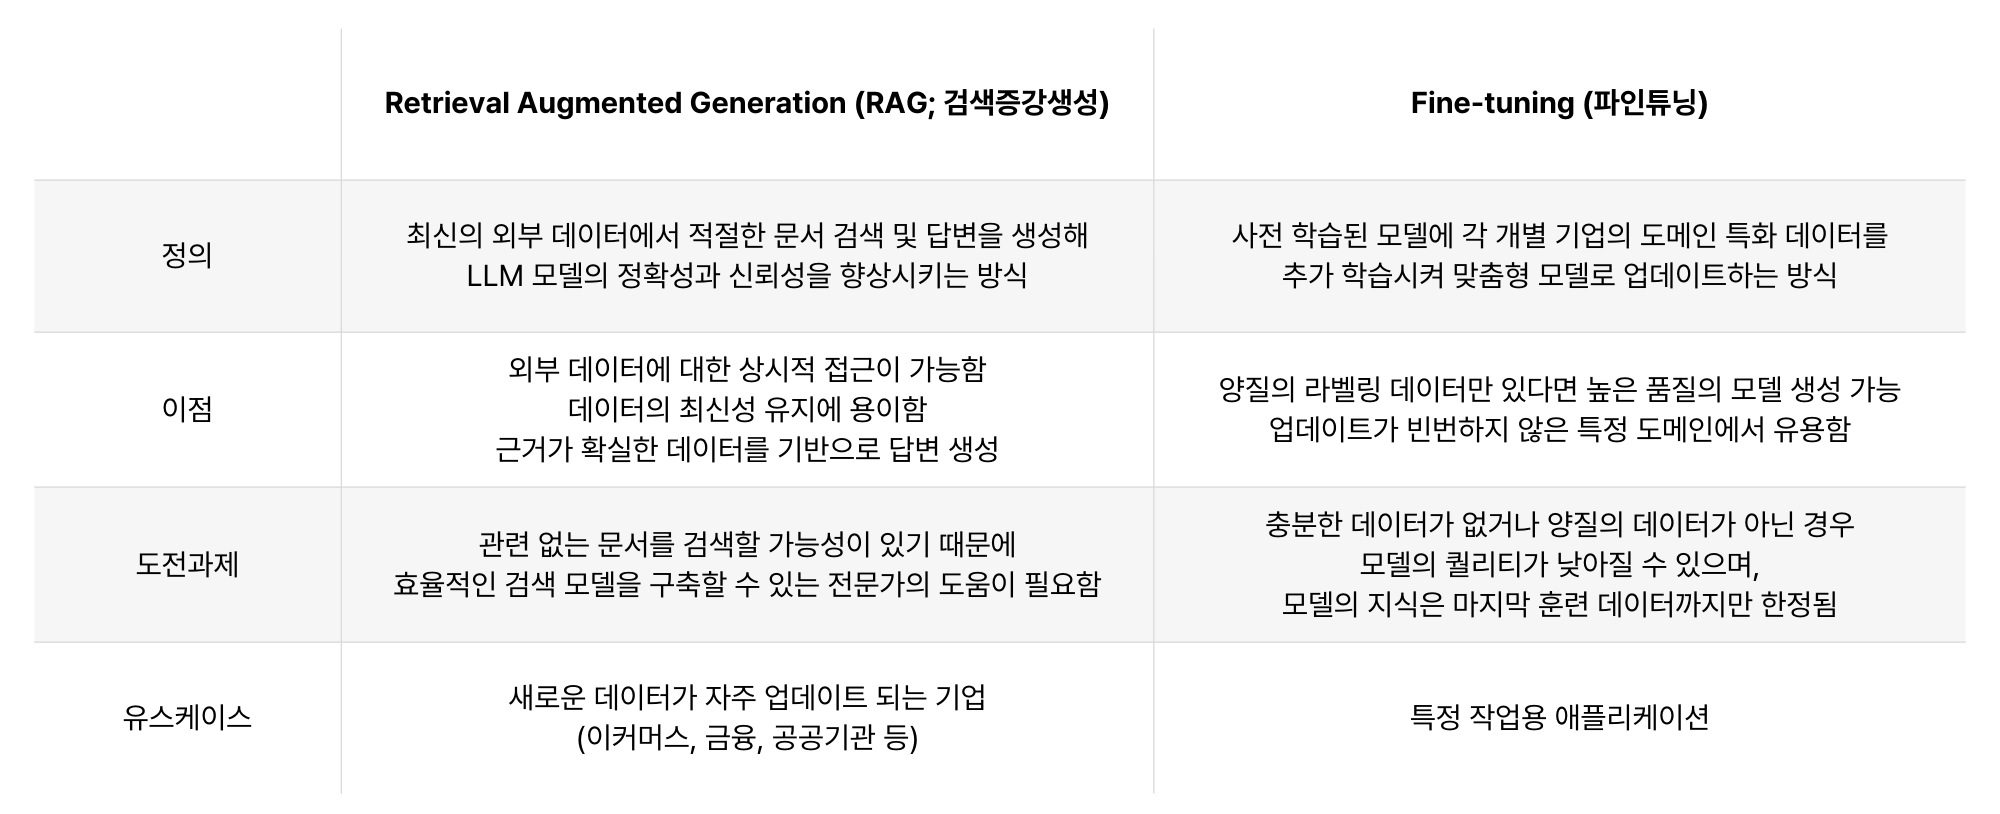 Retrieval Augmented Generation (RAG; 검색증강생성)
Fine-tuning (파인튜닝)
정의
최신의 외부 데이터에서 적절한 문서 검색 및 답변을 생성해
LLM 모델의 정확성과 신뢰성을 향상시키는 방식
사전 학습된 모델에 각 개별 기업의 도메인 특화 데이터를
추가 학습시켜 맞춤형 모델로 업데이트하는 방식
이점
외부 데이터에 대한 상시적 접근이 가능함
데이터의 최신성 유지에 용이함
근거가 확실한 데이터를 기반으로 답변 생성
양질의 라벨링 데이터만 있다면 높은 품질의 모델 생성 가능
업데이트가 빈번하지 않은 특정 도메인에서 유용함
도전과제
관련 없는 문서를 검색할 가능성이 있기 때문에
효율적인 검색 모델을 구축할 수 있는 전문가의 도움이 필요함
충분한 데이터가 없거나 양질의 데이터가 아닌 경우
모델의 퀄리티가 낮아질 수 있으며,
모델의 지식은 마지막 훈련 데이터까지만 한정됨
유스케이스
새로운 데이터가 자주 업데이트 되는 기업
(이커머스, 금융, 공공기관 등)
특정 작업용 애플리케이션